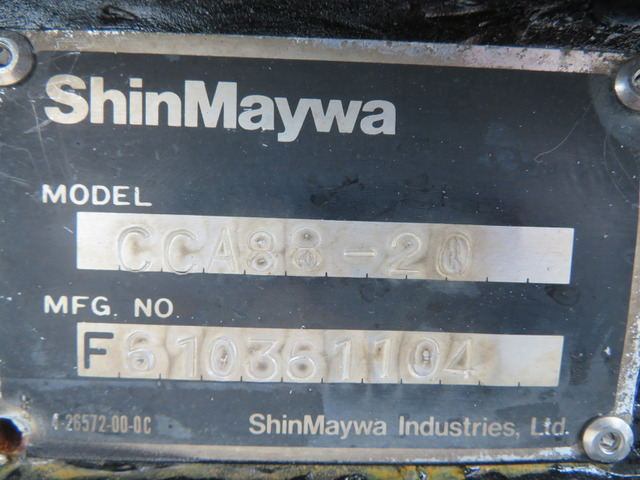 ShinMaywa
MODEL
CCA88-20
MFG. NO
F610361104
4-26572-00-0C
ShinMaywa Industries, Ltd.